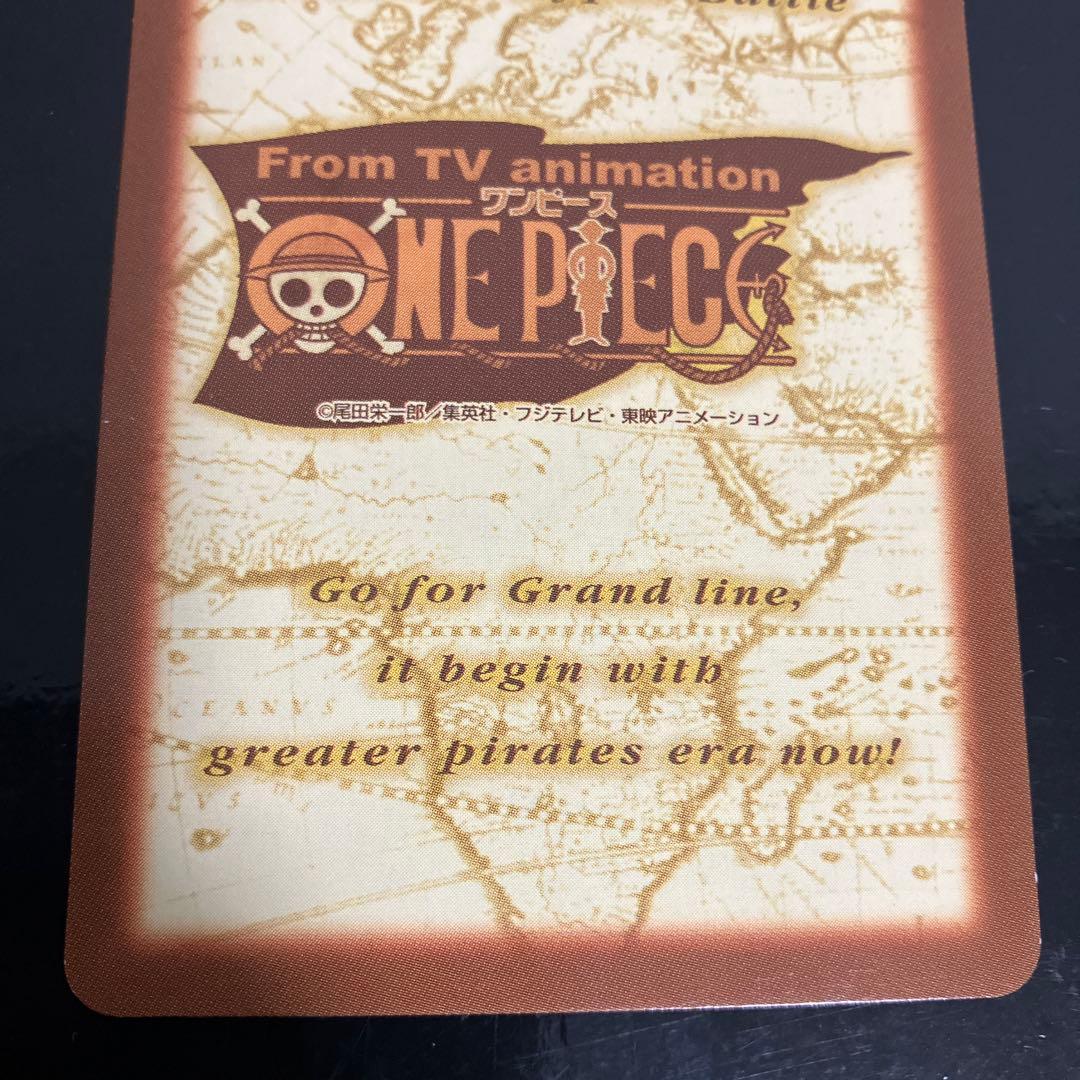 Battle
From TV animation
ワンピース
ONE PIECE
©尾田栄一郎／集英社・フジテレビ・東映アニメーション
Go for Grand line,
it begin with
CEANVS
greater pirates era now!